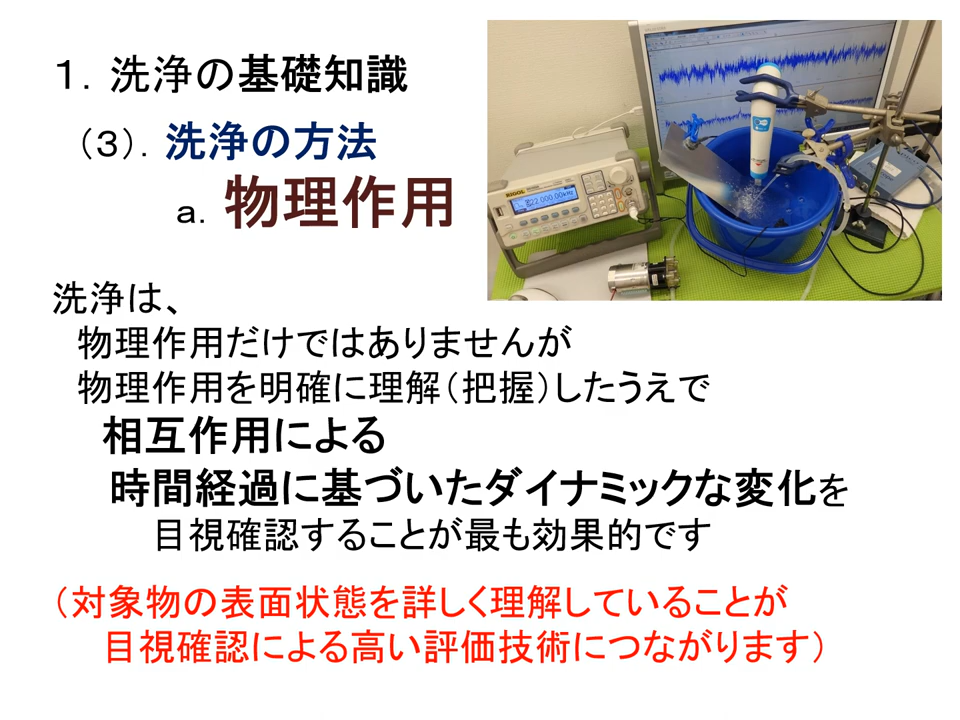 １．洗浄の基礎知識
（３）．洗浄の方法
ａ．物理作用
RIGOL
洗浄は、
物理作用だけではありませんが
物理作用を明確に理解（把握）したうえで
相互作用による
時間経過に基づいたダイナミックな変化を
目視確認することが最も効果的です
（対象物の表面状態を詳しく理解していることが
目視確認による高い評価技術につながります）